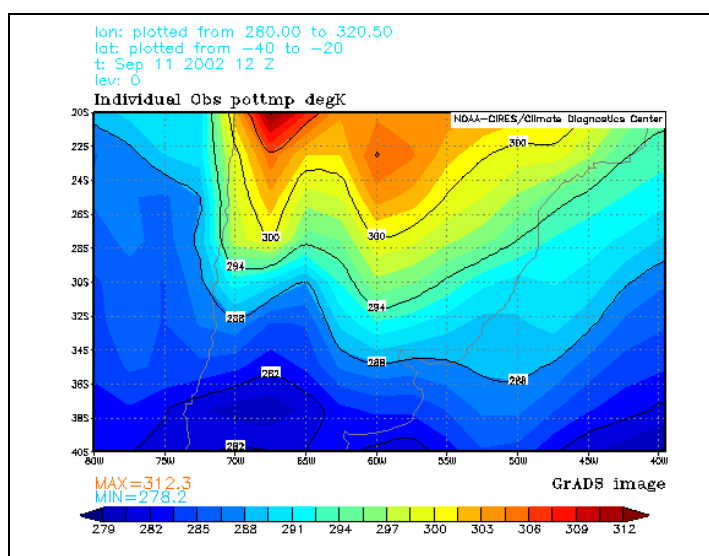 lon: plotted from 280.00 to 320.50
lat: plotted from -40 to -20
t: Sep 11 2002 12 Z
lev: 0
Individual Obs pottmp degK
NOAA-CIRES/Climate Diagnostics Center
20S
22S
24S
26S
28S
30S
32S
34S
36S
38S
40S
300
300
300
294
294
288
288
288
282
282
80W 75W 70W 65W 60W 55W 50W 45W 40W
MAX=312.3
MIN=278.2
GrADS image
279 282 285 288 291 294 297 300 303 306 309 312